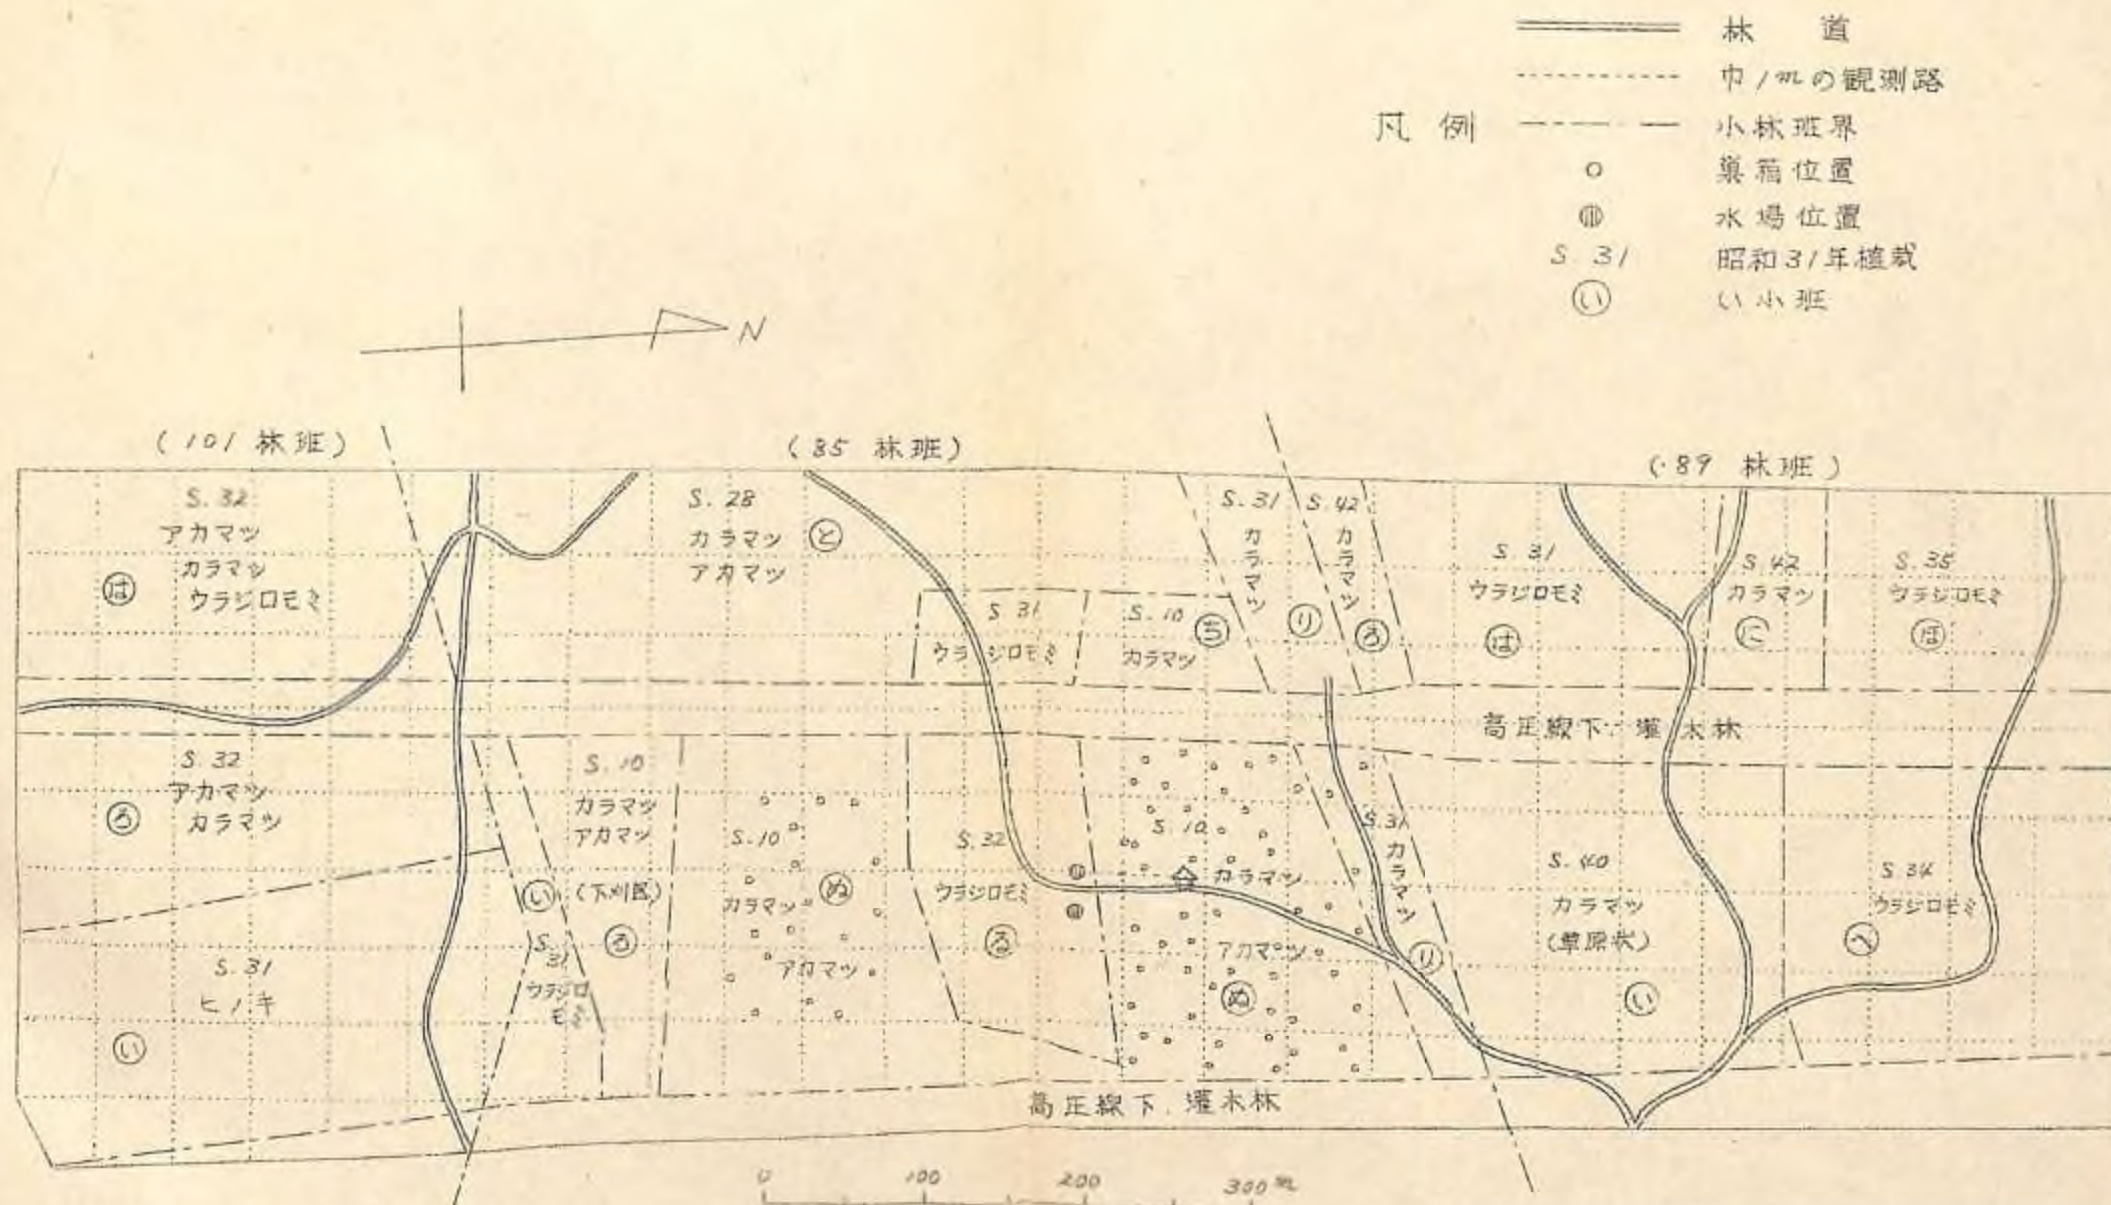 林 道
巾1mの観測路
凡 例
小林班界
巣箱位置
水場位置
S 31 昭和31年植栽
い い小班
N
(101 林班)
(85 林班)
(89 林班)
S. 32
アカマツ
カラマツ
ウラジロモミ
は
S. 28
カラマツ
アカマツ
と
S. 31
カラマツ
り
S 42
カラマツ
ろ
S 31
ウラジロモミ
は
S 42
カラマツ
に
S. 35
ウラジロモミ
ほ
S 31
ウラジロモミ
S. 10
カラマツ
ち
高圧線下.灌木林
S. 32
アカマツ
カラマツ
ろ
S. 10
カラマツ
アカマツ
(下刈区)
ろ
い
S. 31
ウラジロ
モミ
S. 10
カラマツ
ぬ
アカマツ
S. 32
ウラジロモミ
る
S. 10
カラマツ
アカマツ
ぬ
S. 31
カラマツ
り
S. 40
カラマツ
(草原状)
い
S 34
ウラジロモミ
へ
S. 31
ヒノキ
い
高圧線下.灌木林
0 100 200 300m